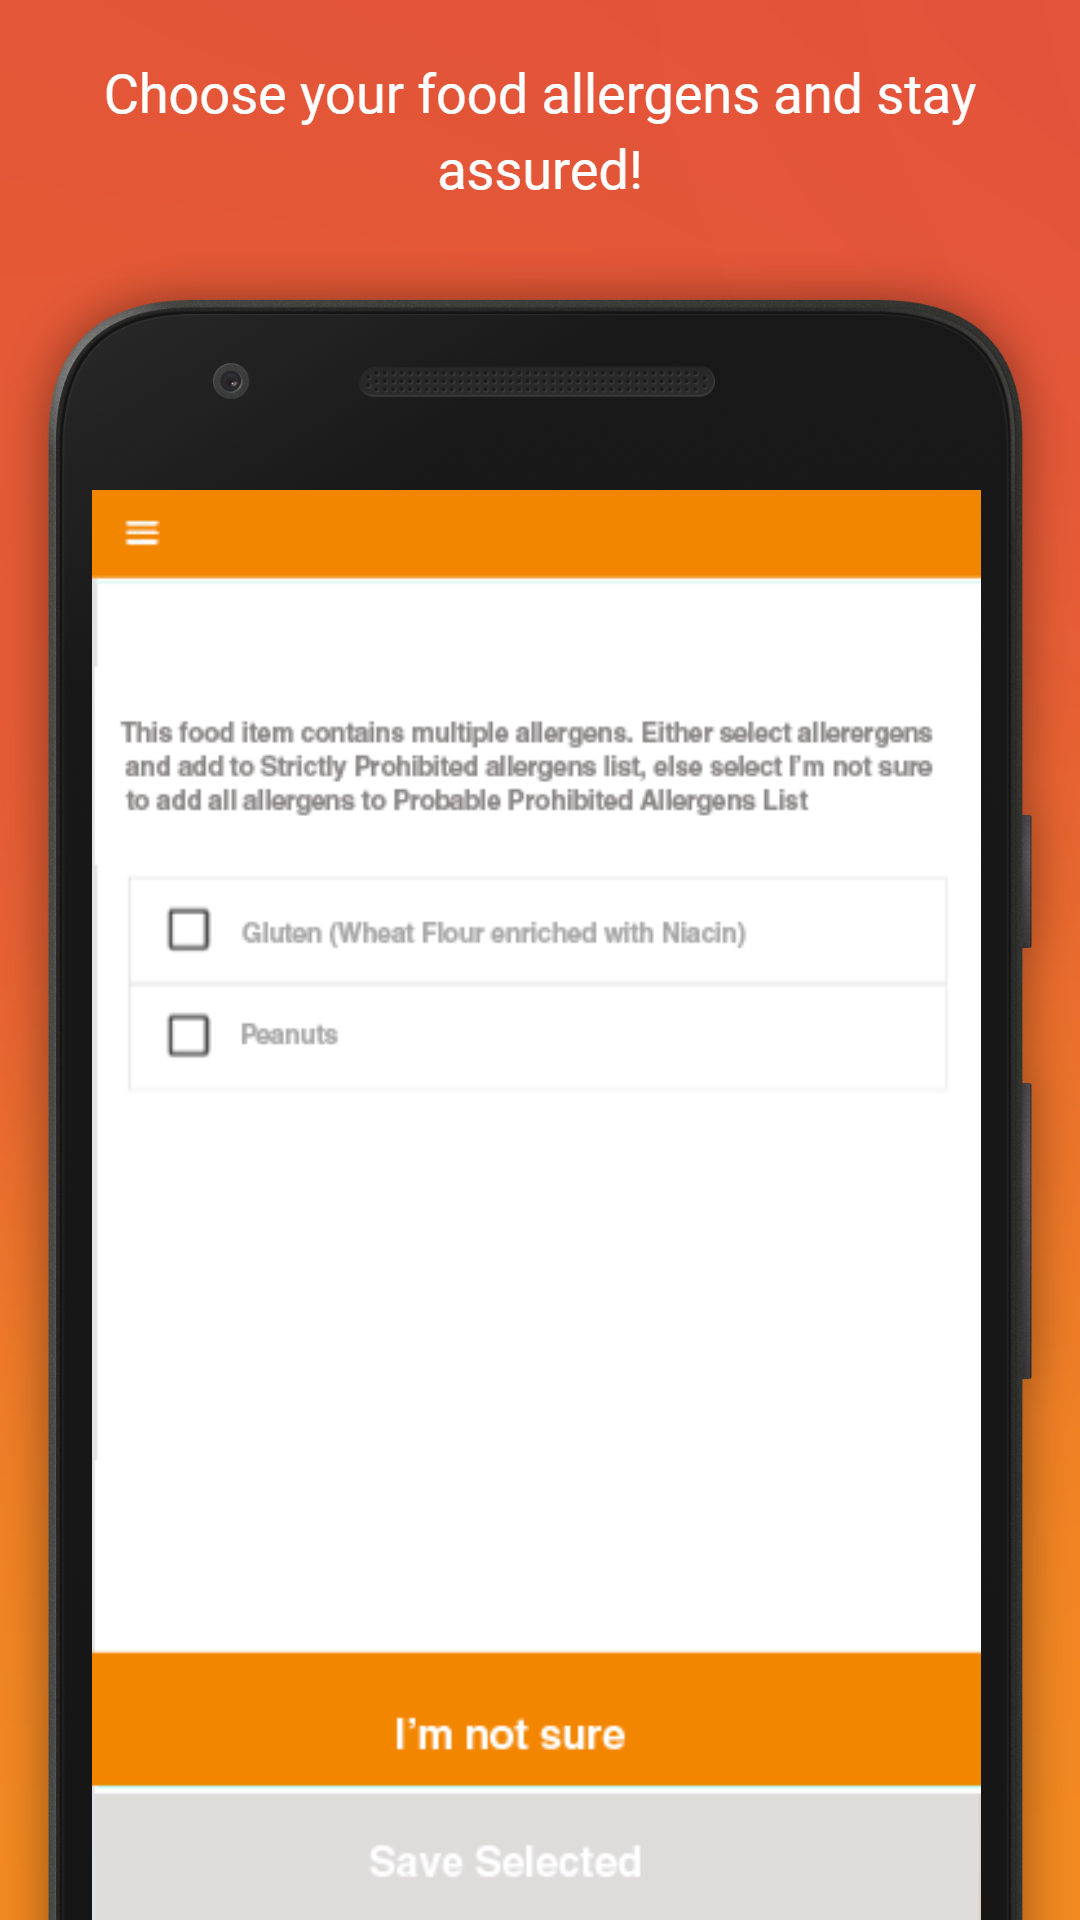 Choose your food allergens and stay
assured!
This food item contains multiple allergens. Either select allerergens
and add to Strictly Prohibited allergens list, else select I'm not sure
to add all allergens to Probable Prohibited Allergens List
Gluten (Wheat Flour enriched with Niacin)
Peanuts
I'm not sure
Save Selected